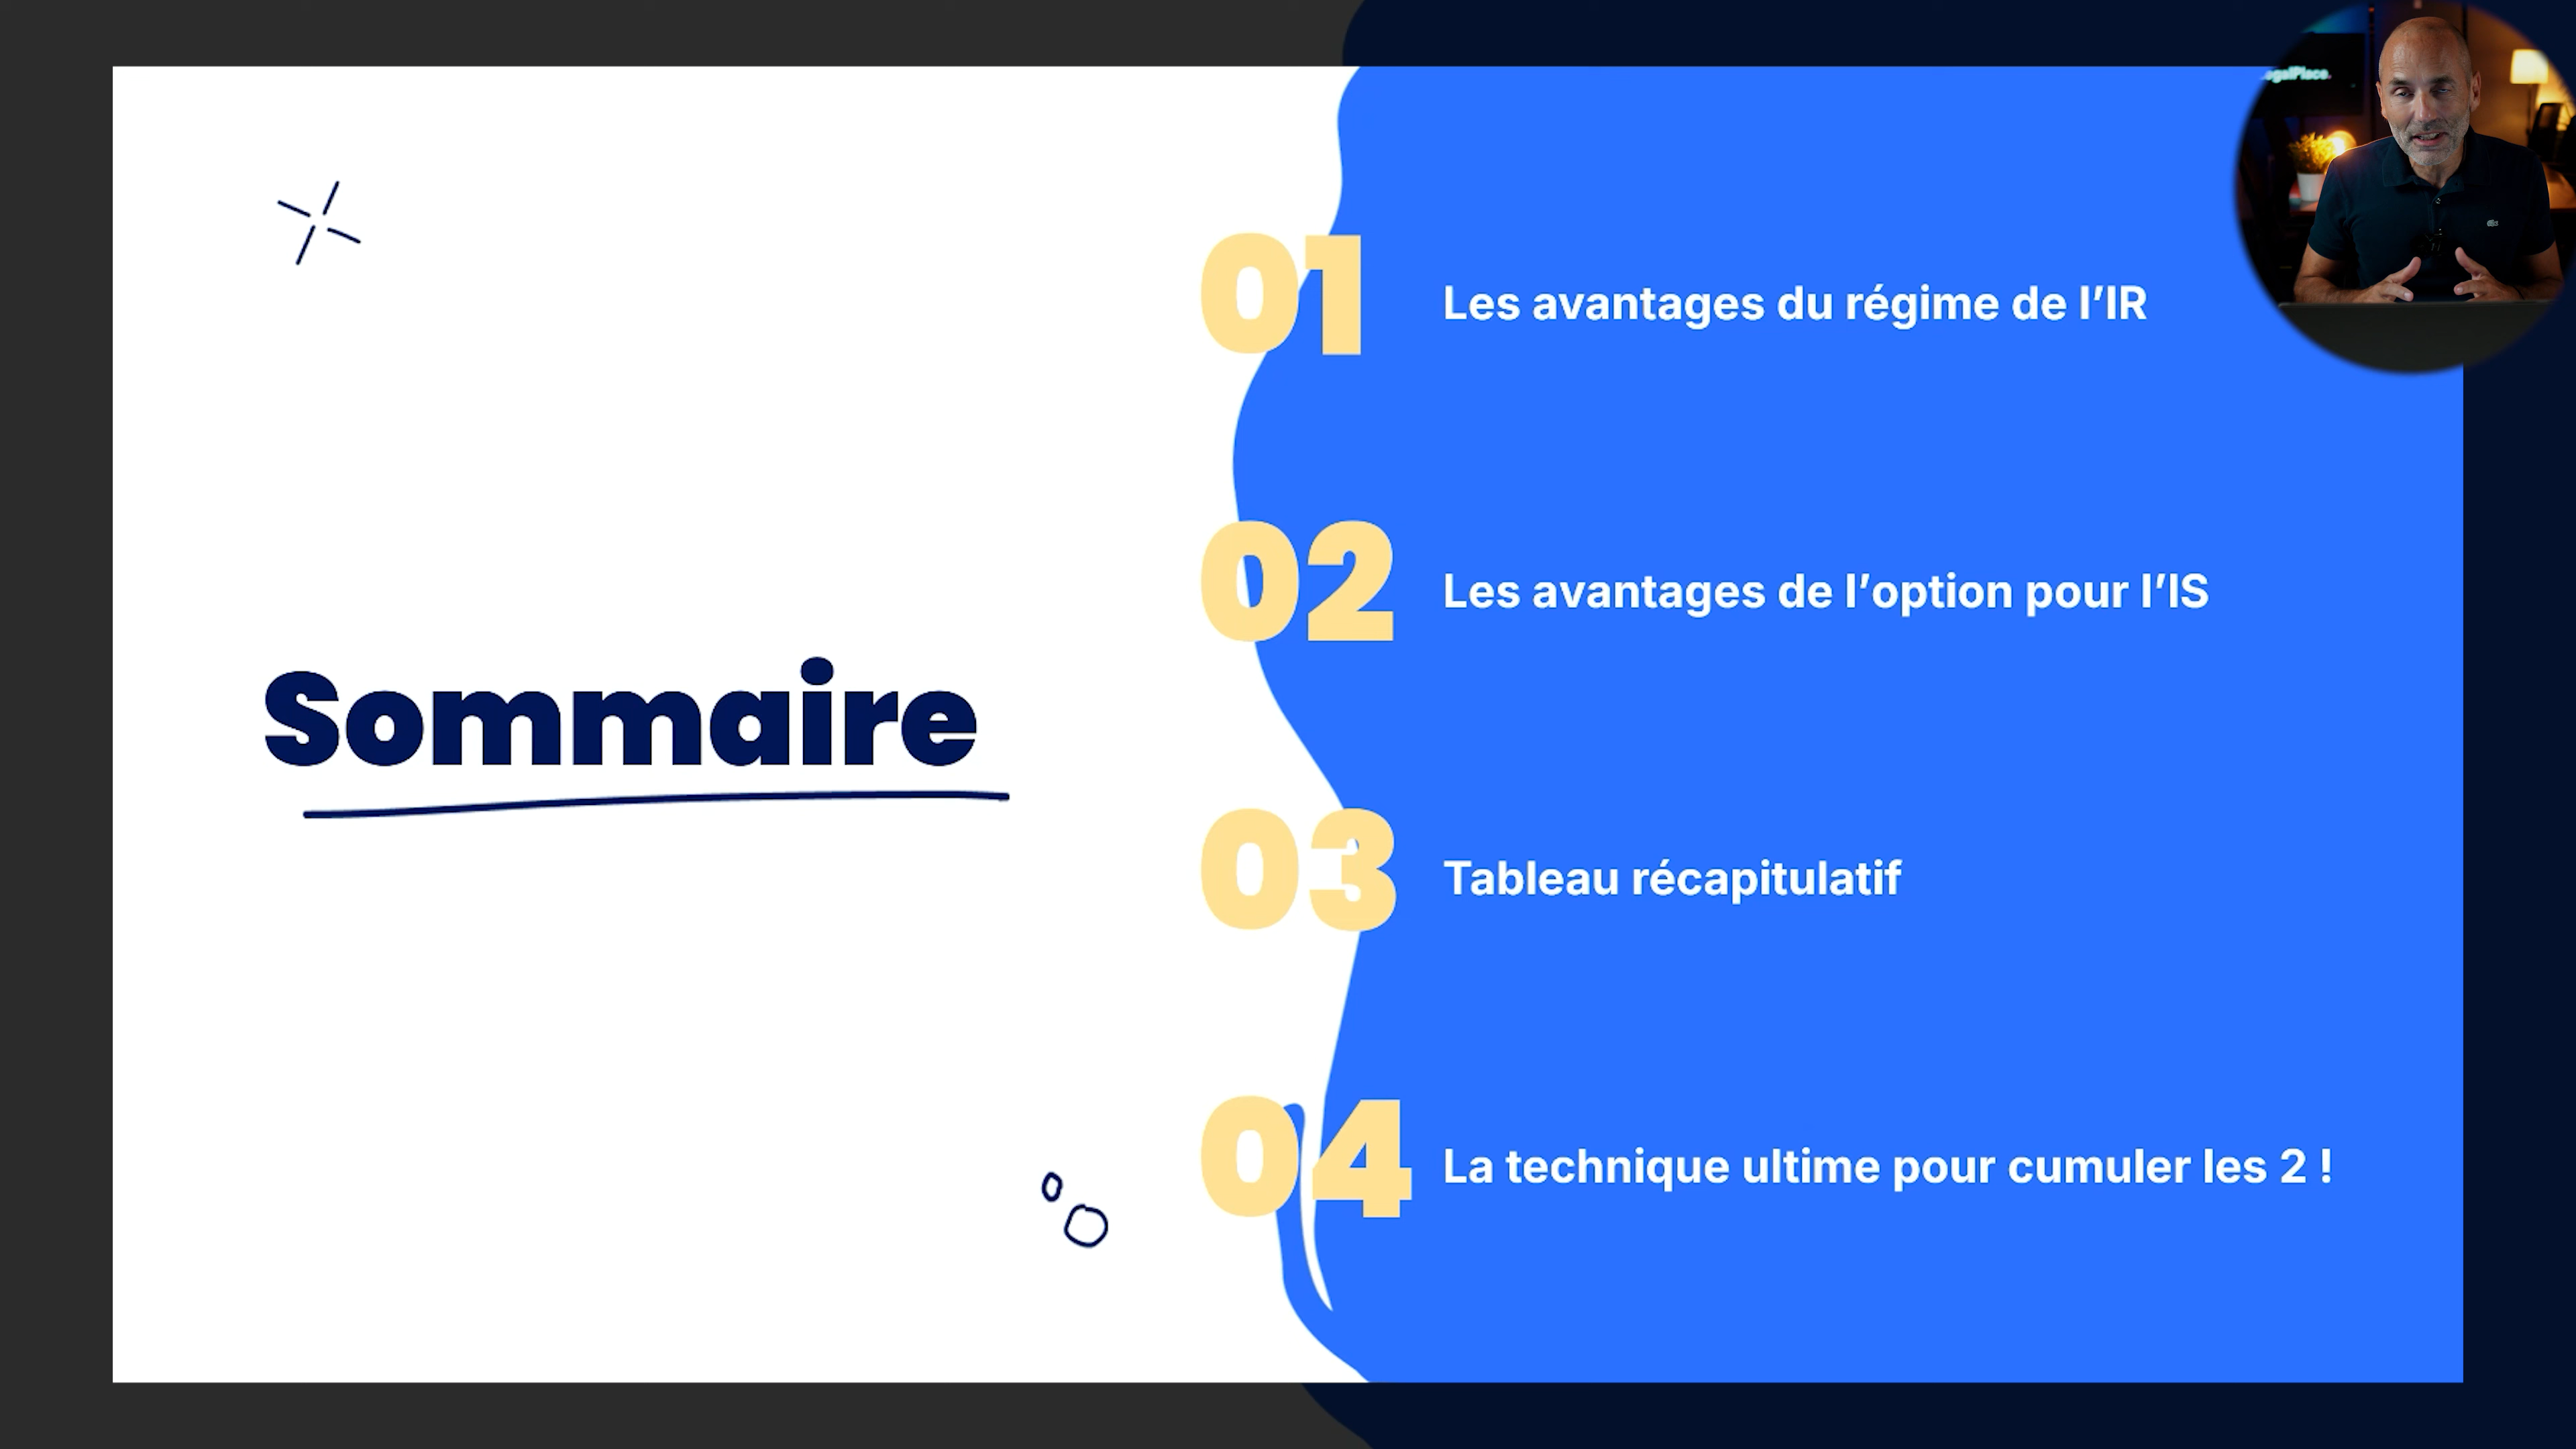 Sommaire
01
Les avantages du régime de l’IR
02
Les avantages de l’option pour l’IS
03
Tableau récapitulatif
04
La technique ultime pour cumuler les 2 !